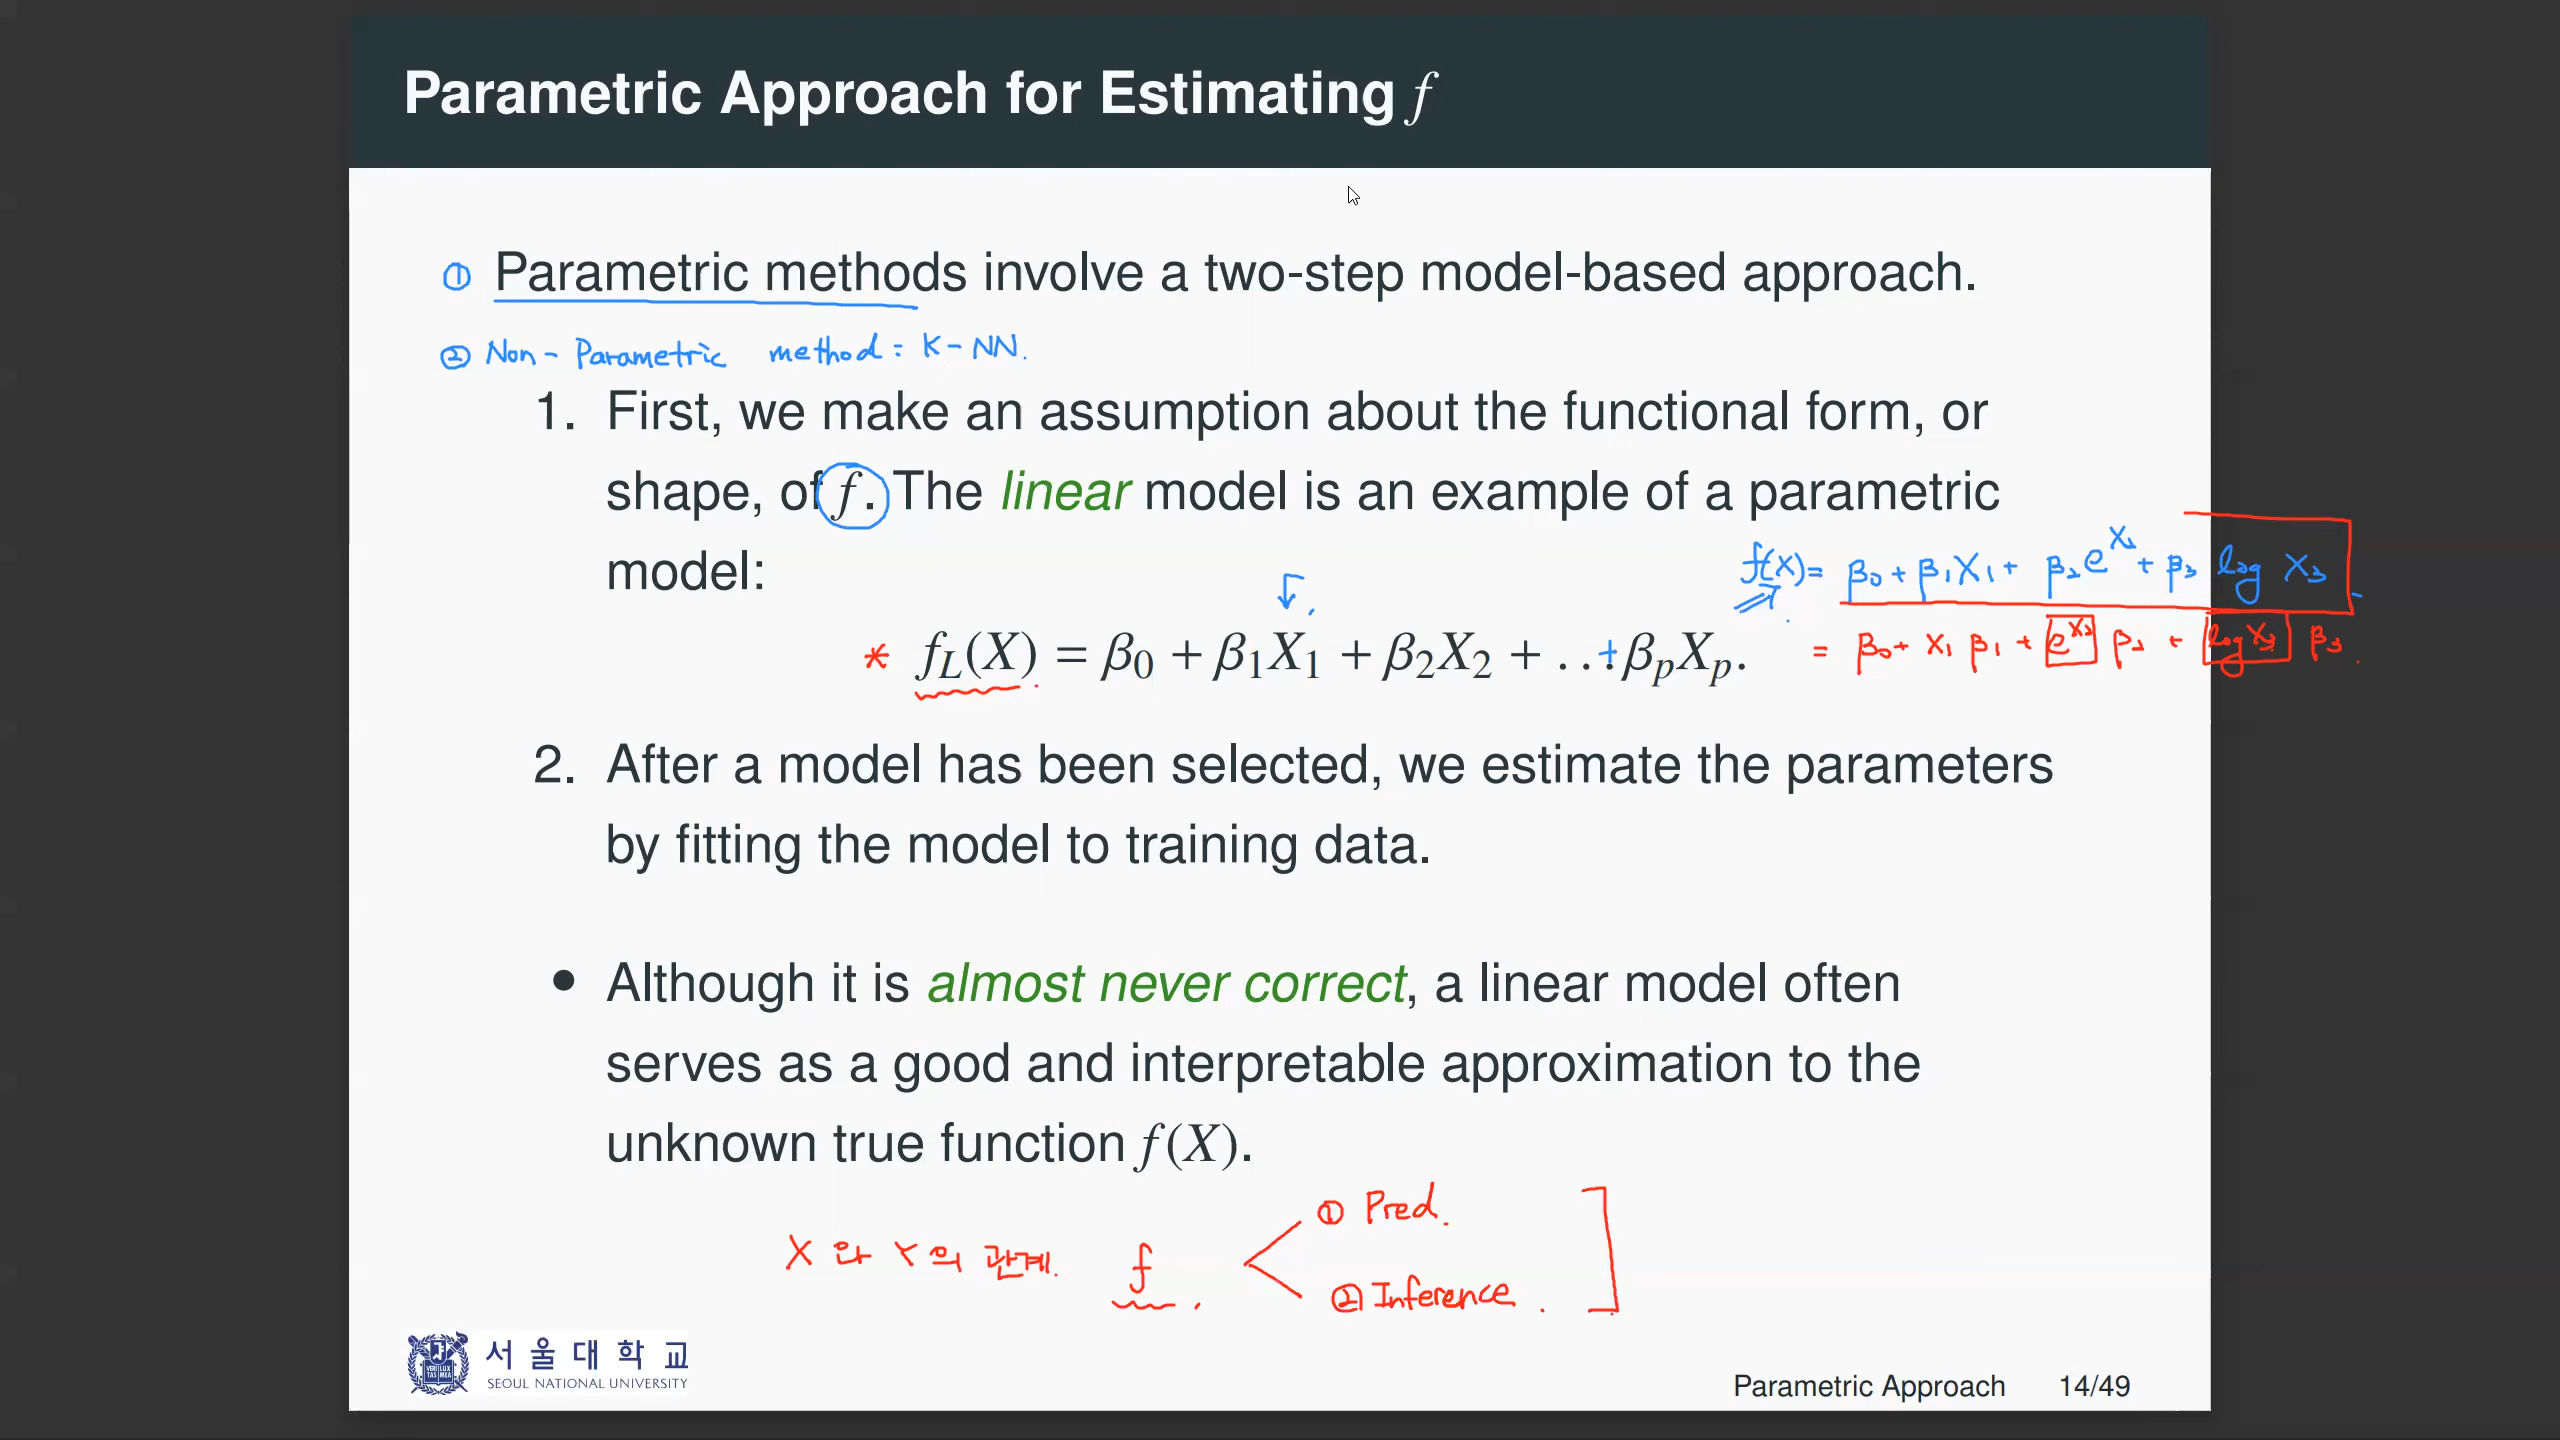 Parametric Approach for Estimating f
① Parametric methods involve a two-step model-based approach.
② Non-Parametric method = K-NN.
1. First, we make an assumption about the functional form, or
shape, of f. The linear model is an example of a parametric
model:
f(X) = β₀ + β₁X₁ + β₂e^X₂ + β₃ log X₃
* f_L(X) = β₀ + β₁X₁ + β₂X₂ + ..+ β_pX_p.
= β₀ + X₁ β₁ + e^X₂ β₂ + log X₃ β₃.
2. After a model has been selected, we estimate the parameters
by fitting the model to training data.
• Although it is almost never correct, a linear model often
serves as a good and interpretable approximation to the
unknown true function f(X).
X와 Y의 관계. f
① Pred.
② Inference.
서울대학교
SEOUL NATIONAL UNIVERSITY
Parametric Approach 14/49